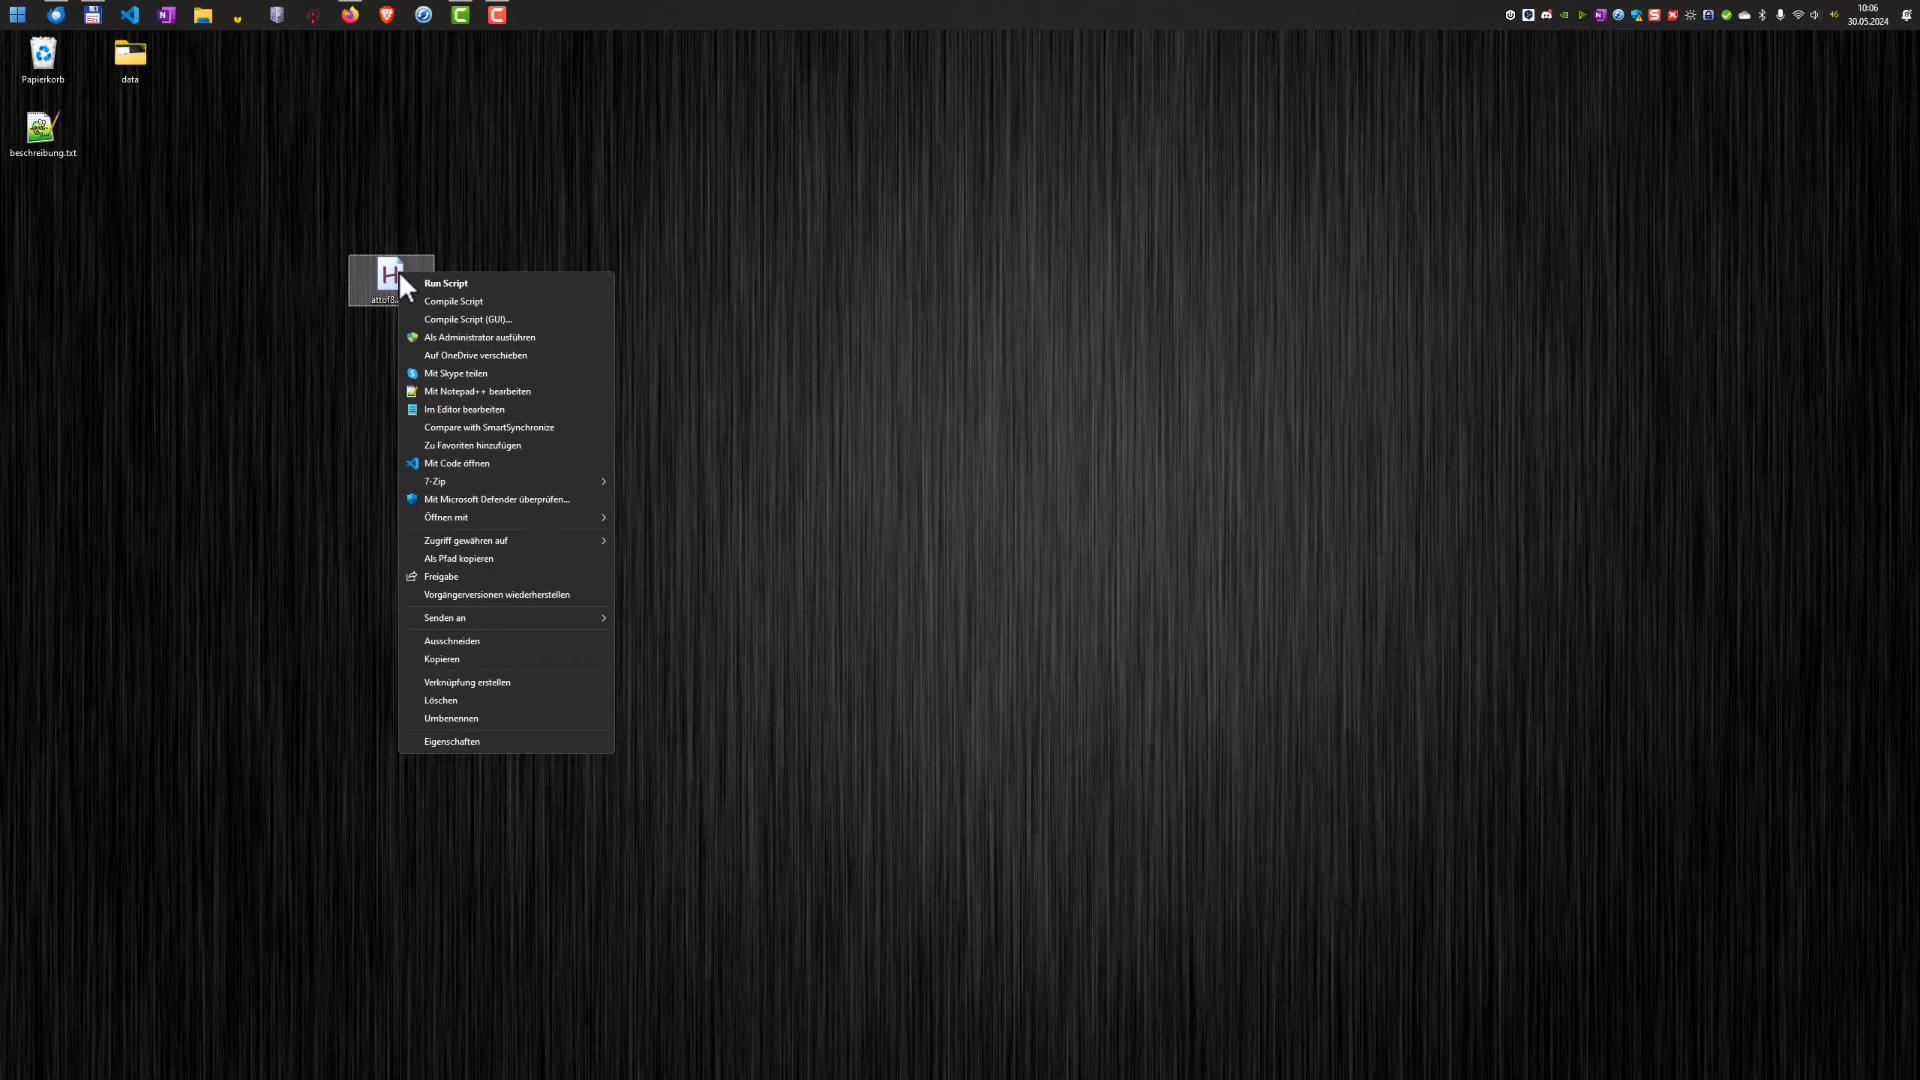 10:06
30.05.2024
46
Papierkorb
data
beschreibung.txt
H
Run Script
Compile Script
Compile Script (GUI)...
Als Administrator ausführen
Auf OneDrive verschieben
Mit Skype teilen
Mit Notepad++ bearbeiten
Im Editor bearbeiten
Compare with SmartSynchronize
Zu Favoriten hinzufügen
Mit Code öffnen
7-Zip
Mit Microsoft Defender überprüfen...
Öffnen mit
Zugriff gewähren auf
Als Pfad kopieren
Freigabe
Vorgängerversionen wiederherstellen
Senden an
Ausschneiden
Kopieren
Verknüpfung erstellen
Löschen
Umbenennen
Eigenschaften